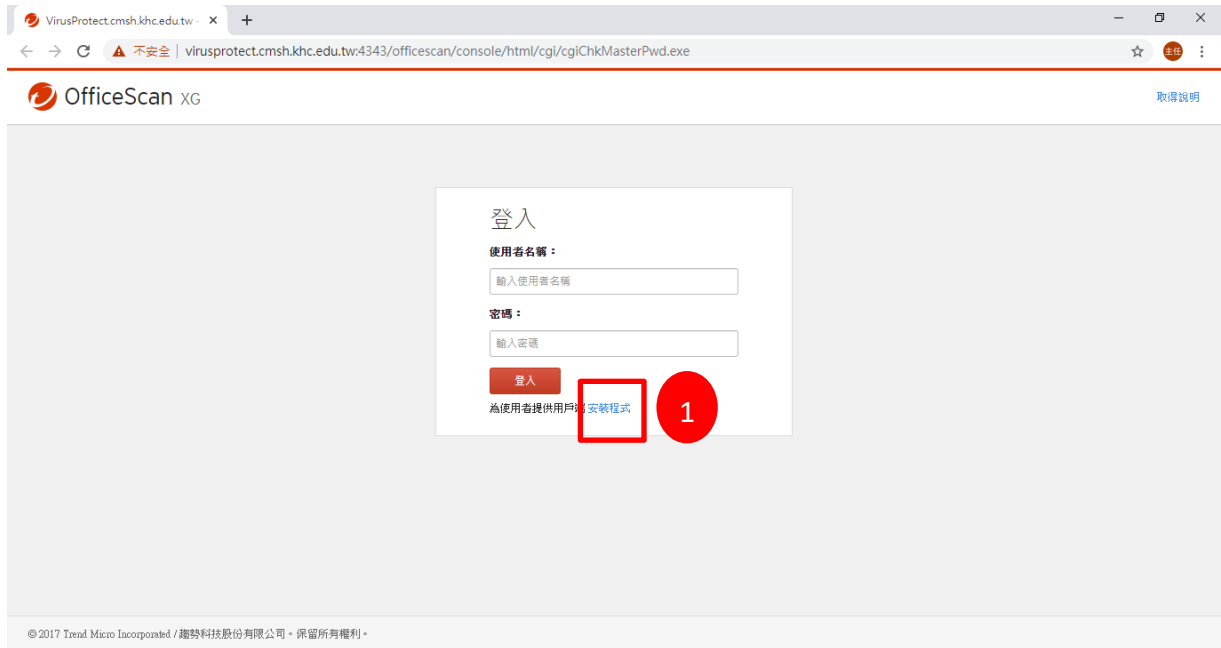 VirusProtect.cmsh.khc.edu.tw -
不安全 | virusprotect.cmsh.khc.edu.tw:4343/officescan/console/html/cgi/cgiChkMasterPwd.exe
主任
OfficeScan XG
取得說明
登入
使用者名稱：
輸入使用者名稱
密碼：
輸入密碼
登入
為使用者提供用戶端 安裝程式
1
© 2017 Trend Micro Incorporated / 趨勢科技股份有限公司。保留所有權利。